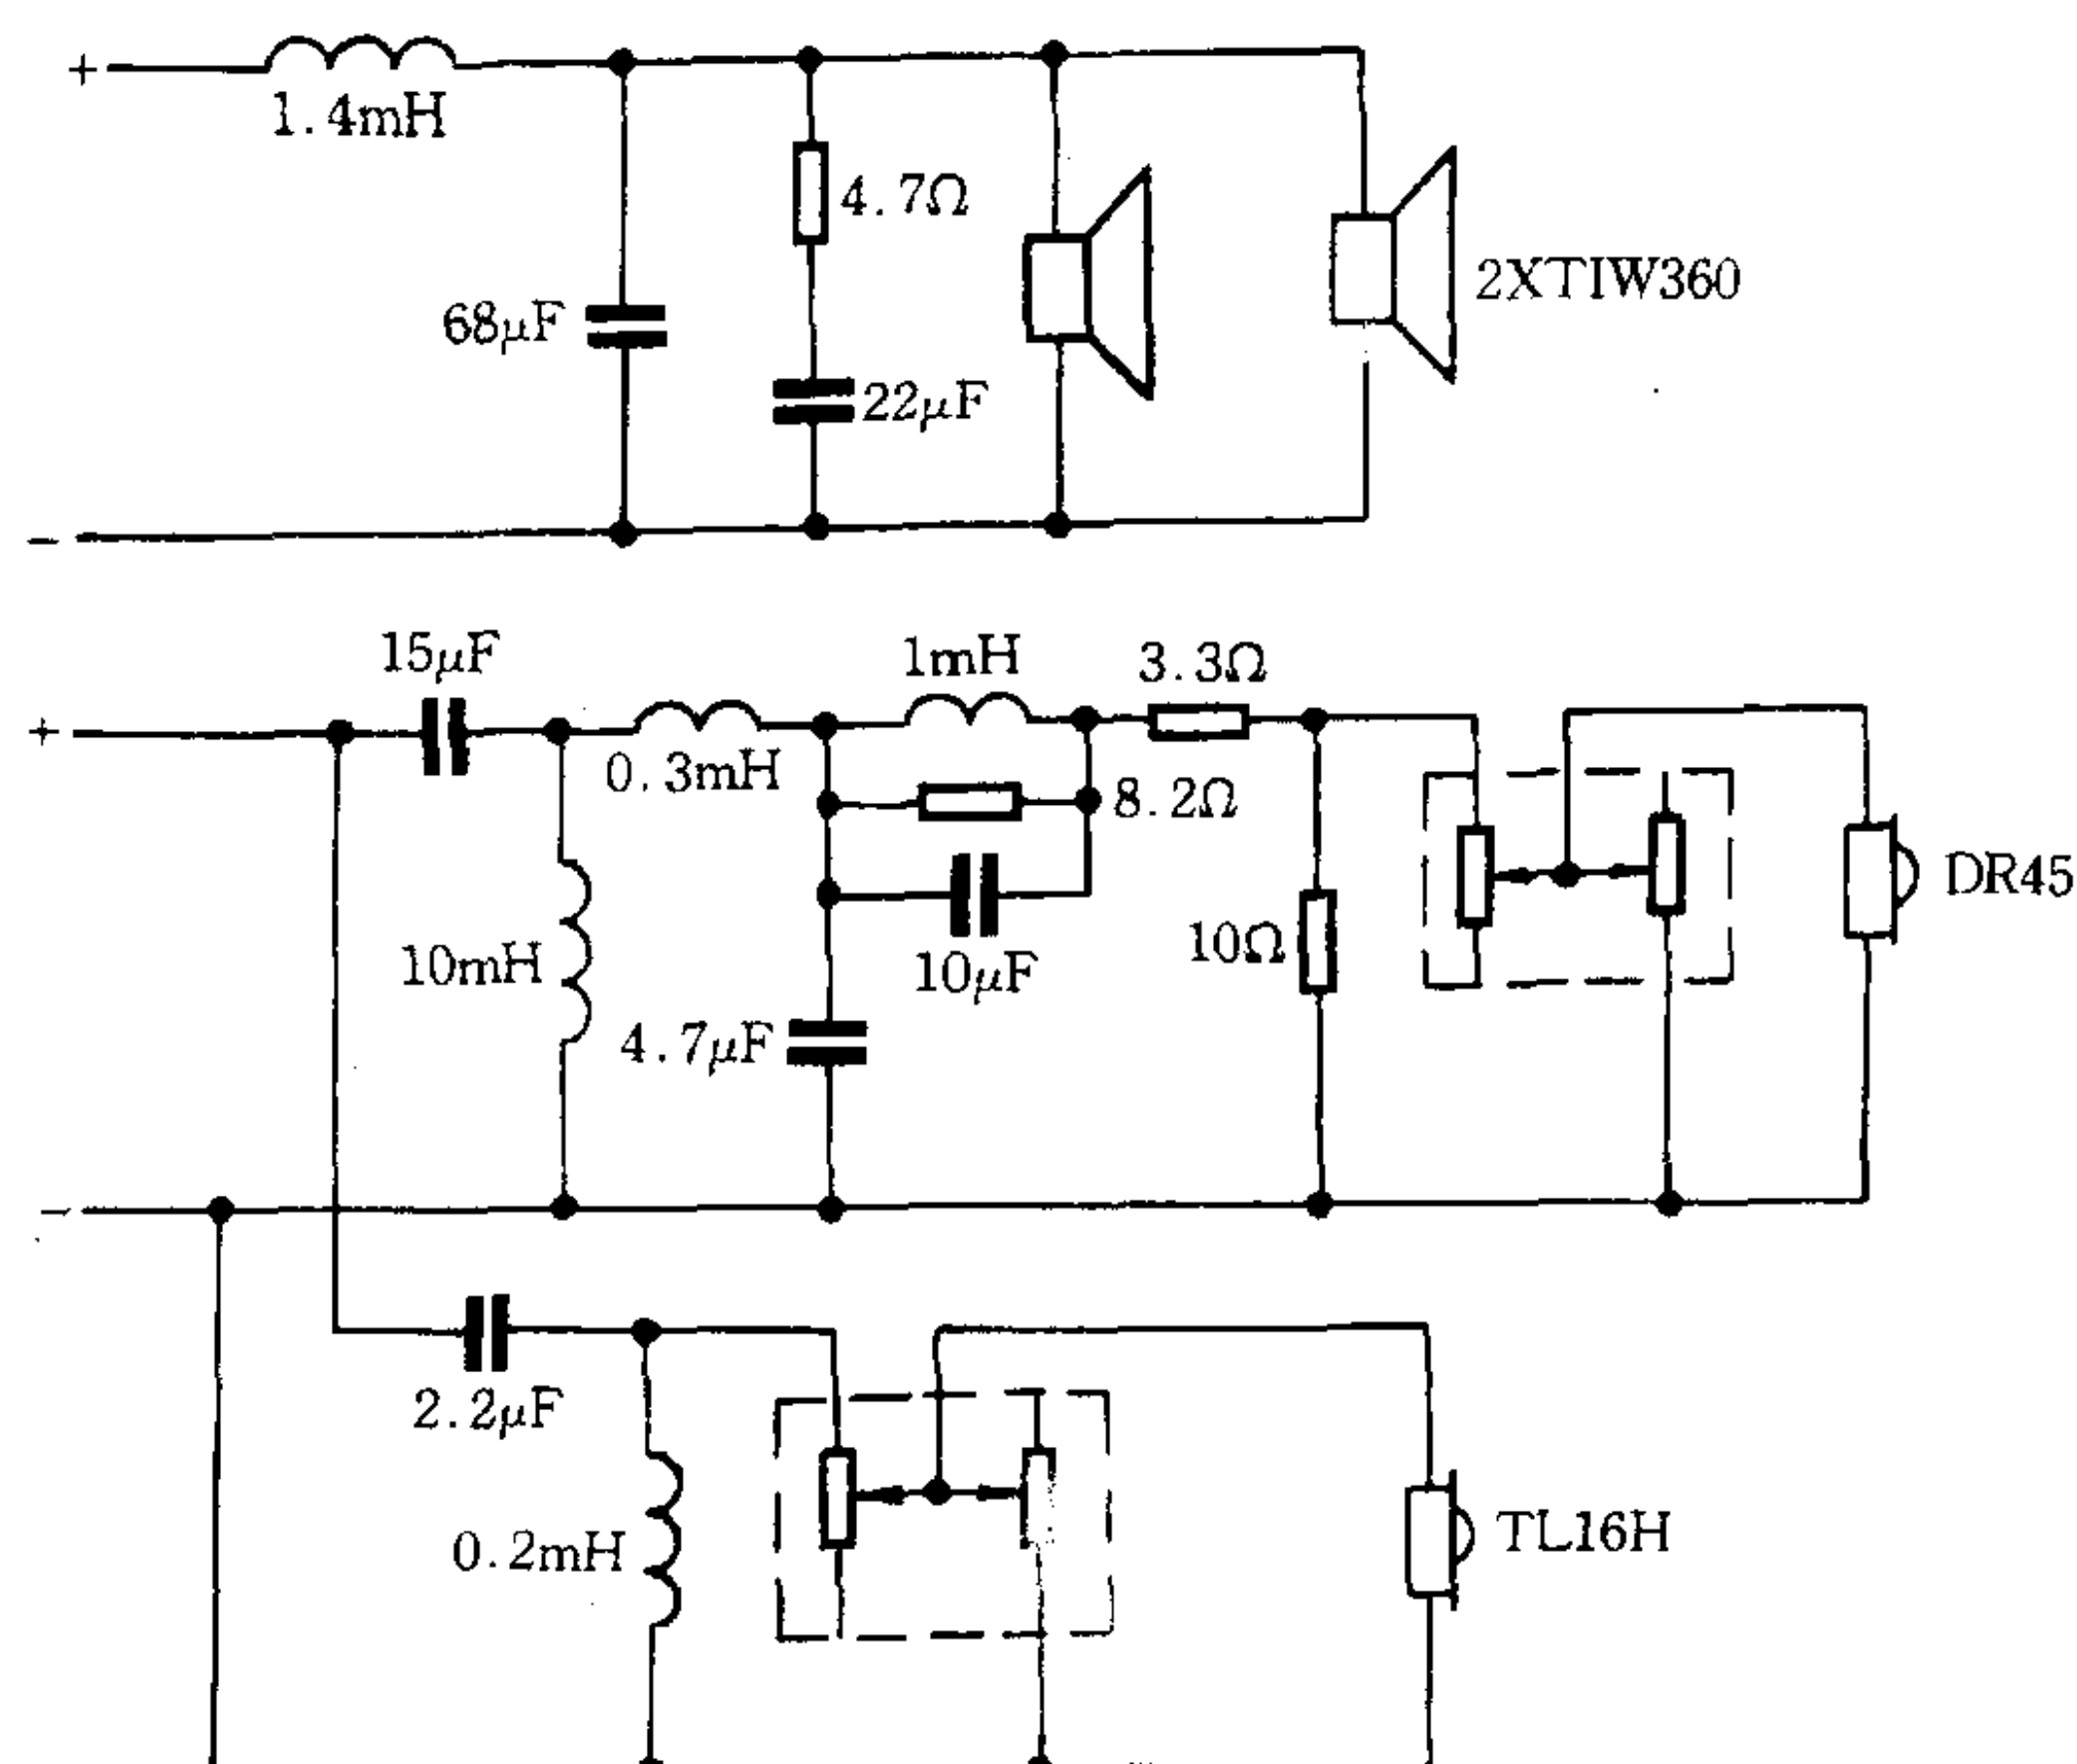 +
1.4mH
4.7Ω
2XTIW360
68μF
22μF
−
15μF
1mH
3.3Ω
+
0.3mH
8.2Ω
DR45
10mH
10Ω
10μF
4.7μF
−
2.2μF
0.2mH
TL16H